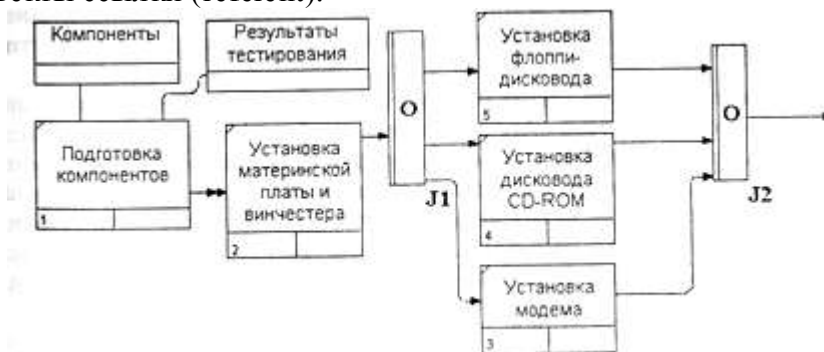 (referent).
Компоненты
Результаты
тестирования
Подготовка
компонентов
1
Установка
материнской
платы и
винчестера
2
O
J1
Установка
флоппи-
дисковода
5
Установка
дисковода
CD-ROM
4
Установка
модема
3
O
J2